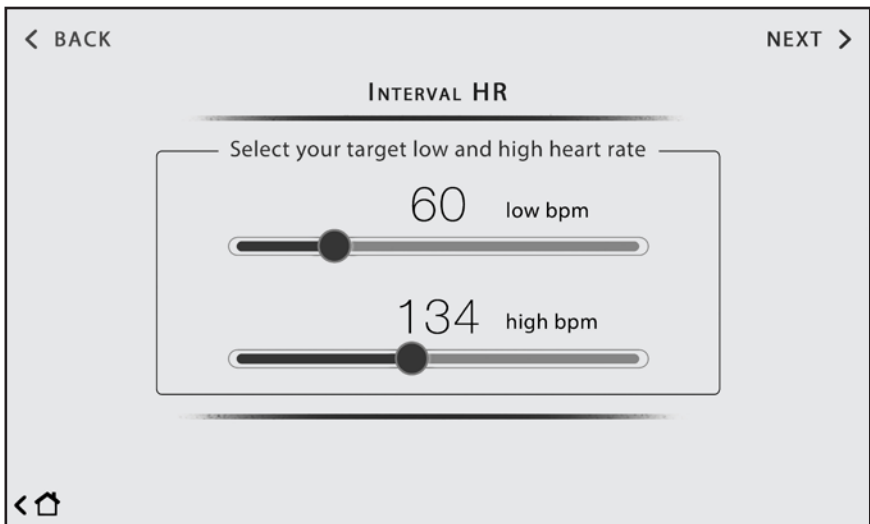 BACK
NEXT
INTERVAL HR
Select your target low and high heart rate
60 low bpm
134 high bpm